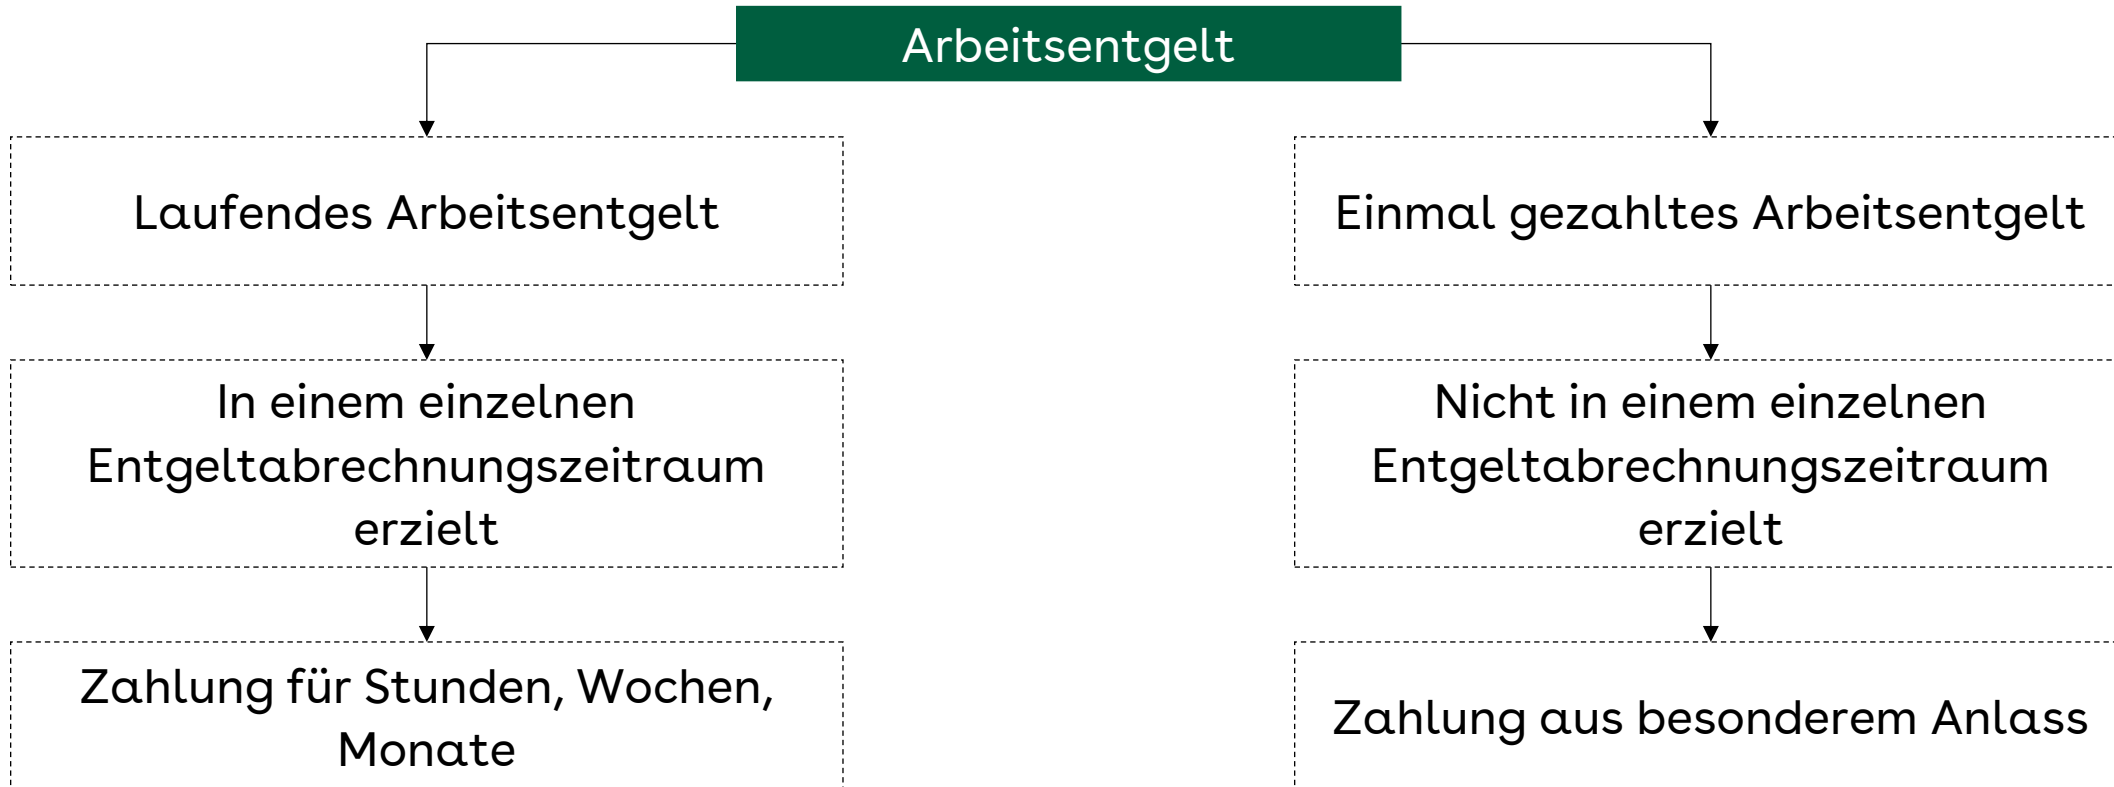 Arbeitsentgelt
Laufendes Arbeitsentgelt
Einmal gezahltes Arbeitsentgelt
In einem einzelnen
Entgeltabrechnungszeitraum
erzielt
Nicht in einem einzelnen
Entgeltabrechnungszeitraum
erzielt
Zahlung für Stunden, Wochen,
Monate
Zahlung aus besonderem Anlass